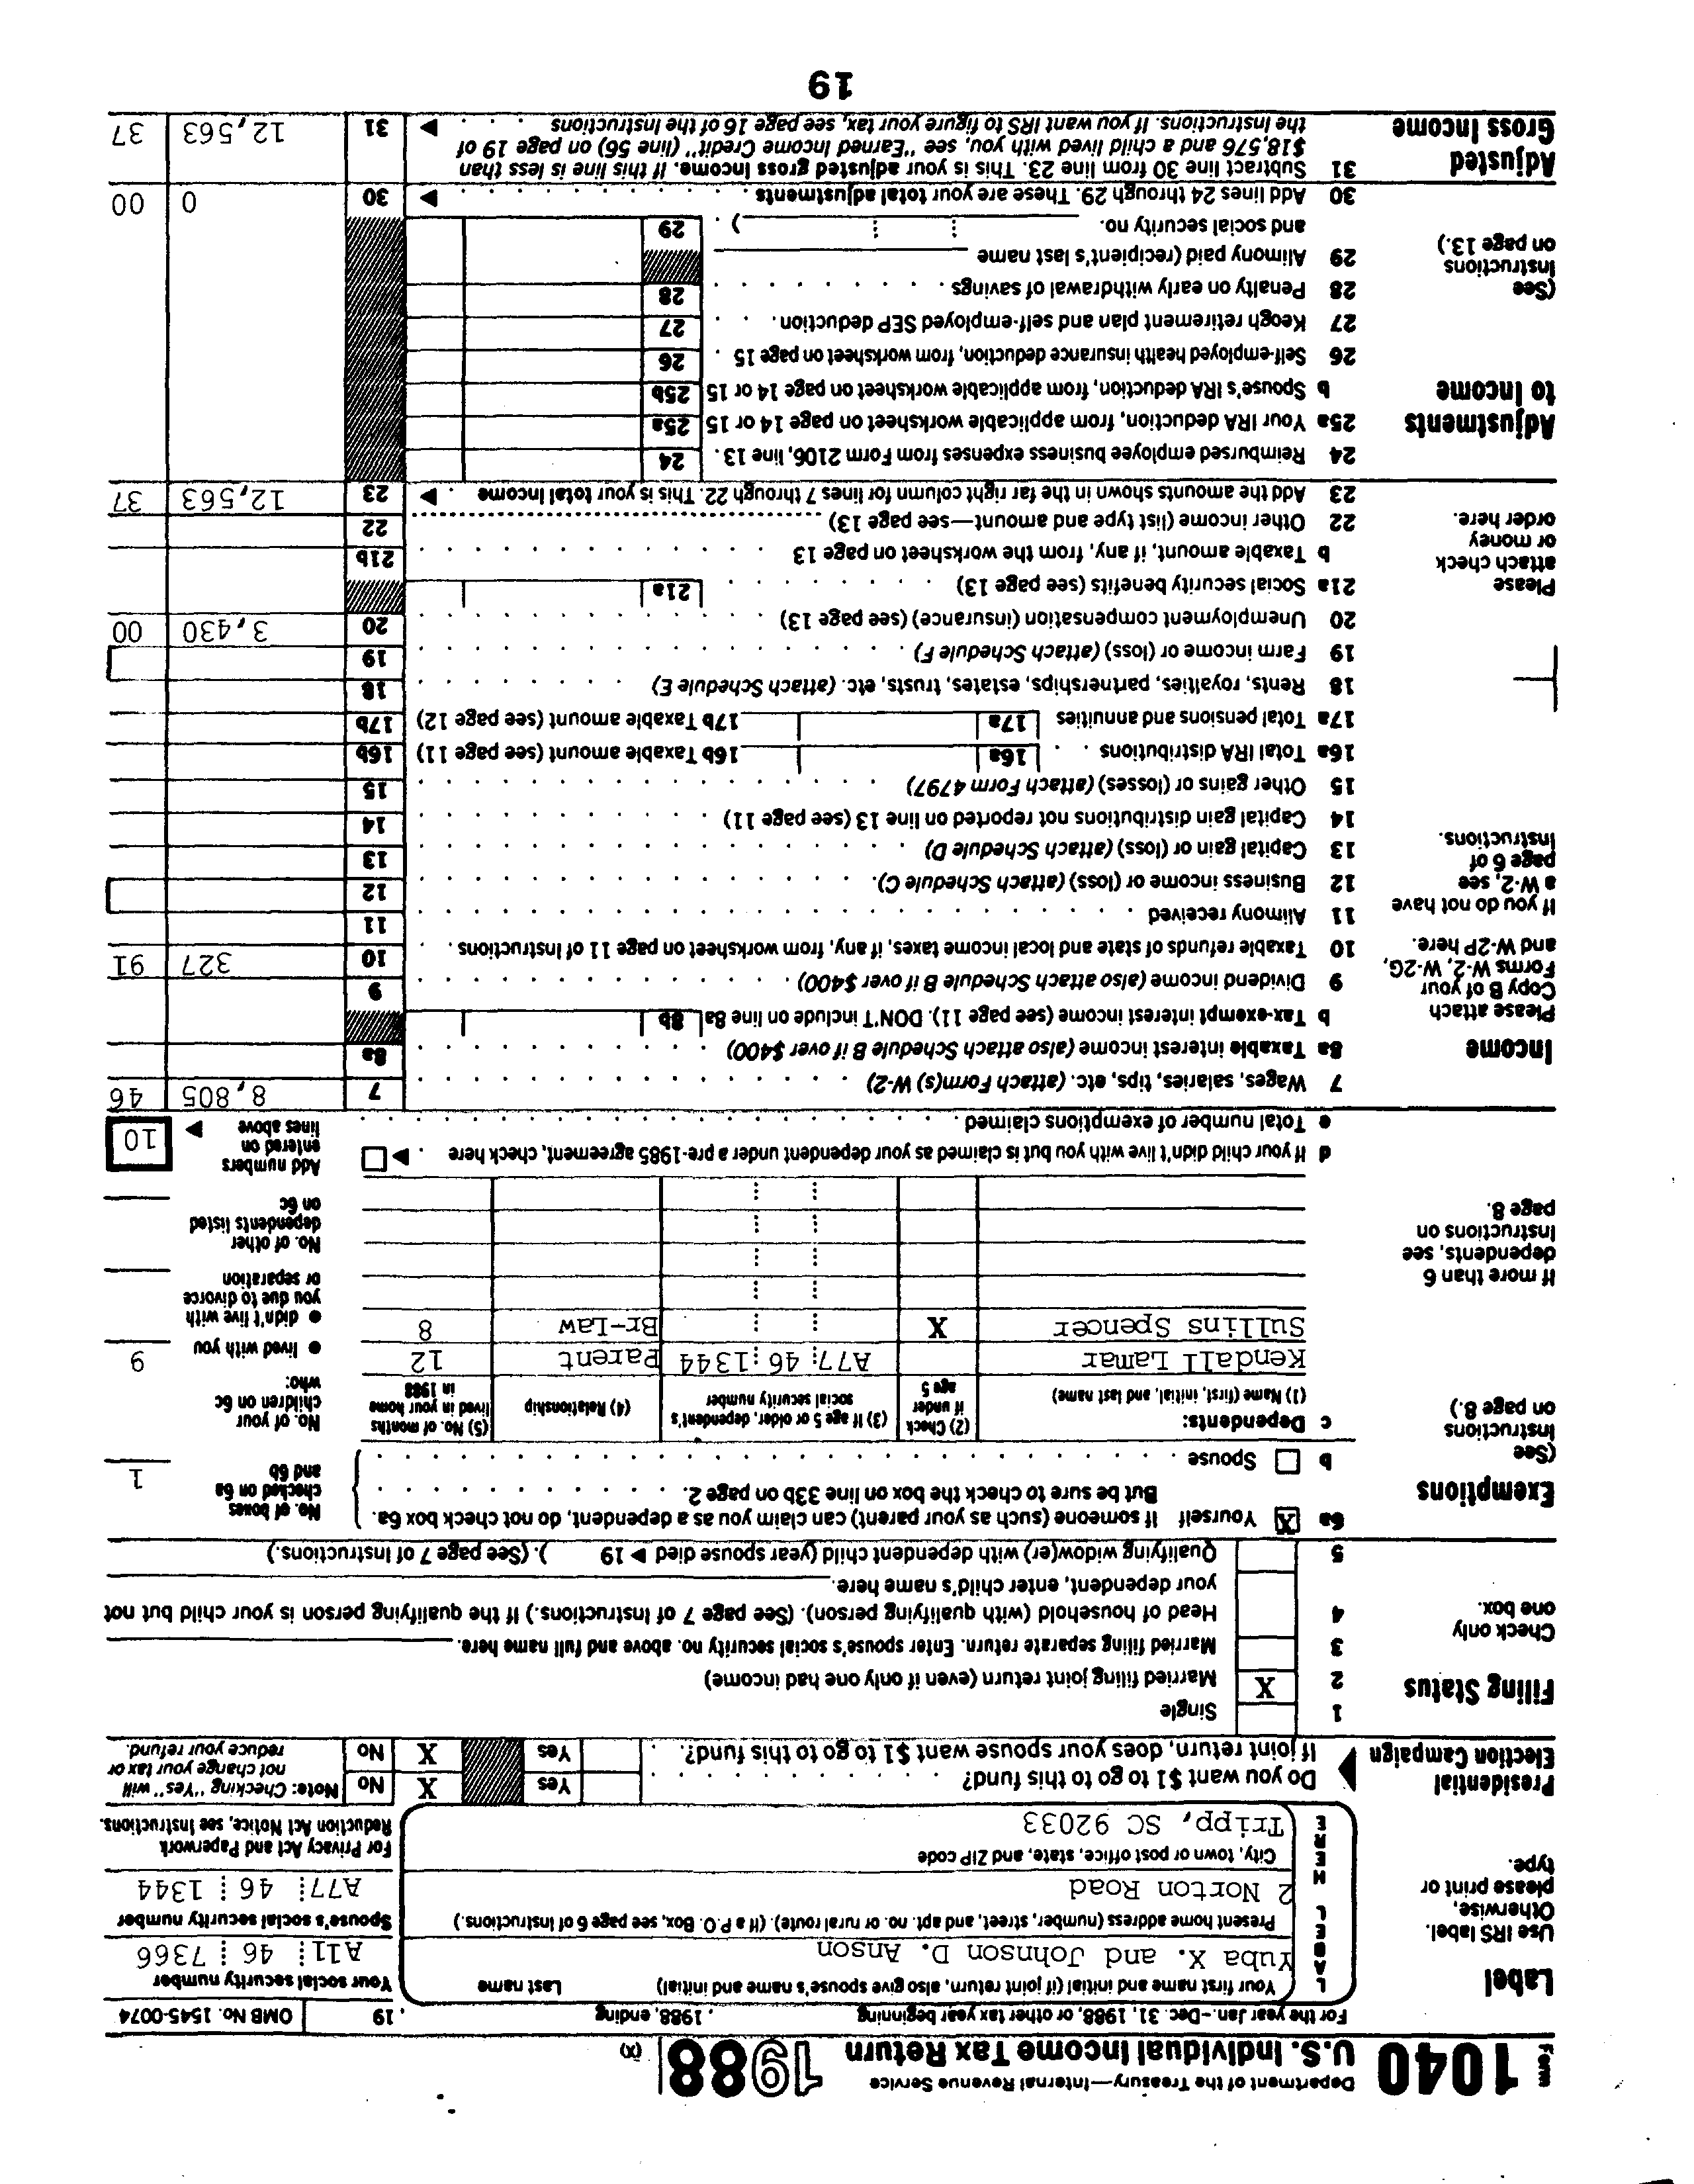 Form 1040 Department of the Treasury—Internal Revenue Service
U.S. Individual Income Tax Return 1988 (X)
For the year Jan.–Dec. 31, 1988, or other tax year beginning , 1988, ending , 19 OMB No. 1545-0074
Label
Use IRS label. Otherwise, please print or type.
LABEL HERE
Your first name and initial (if joint return, also give spouse's name and initial) Last name
Yuba X. and Johnson D. Anson
Your social security number
A11 46 7366
Present home address (number, street, and apt. no. or rural route). (If a P.O. Box, see page 6 of Instructions.)
2 Norton Road
Spouse's social security number
A77 46 1344
City, town or post office, state, and ZIP code
Tripp, SC 92033
For Privacy Act and Paperwork Reduction Act Notice, see Instructions.
Presidential Election Campaign
Do you want $1 to go to this fund? Yes X No
If joint return, does your spouse want $1 to go to this fund? Yes X No
Note: Checking "Yes" will not change your tax or reduce your refund.
Filing Status
Check only one box.
1 Single
2 X Married filing joint return (even if only one had income)
3 Married filing separate return. Enter spouse's social security no. above and full name here.
4 Head of household (with qualifying person). (See page 7 of Instructions.) If the qualifying person is your child but not
your dependent, enter child's name here.
5 Qualifying widow(er) with dependent child (year spouse died ▶ 19 ). (See page 7 of Instructions.)
Exemptions
(See Instructions on page 8.)
6a X Yourself If someone (such as your parent) can claim you as a dependent, do not check box 6a.
But be sure to check the box on line 33b on page 2.
b Spouse
No. of boxes checked on 6a and 6b 1
c Dependents:
(1) Name (first, initial, and last name)
(2) Check if under age 5
(3) If age 5 or older, dependent's social security number
(4) Relationship
(5) No. of months lived in your home in 1988
Kendall Lamar A77 46 1344 Parent 12
Sullins Spencer X Br-Law 8
No. of your children on 6c who:
● lived with you 9
● didn't live with you due to divorce or separation
No. of other dependents listed on 6c
If more than 6 dependents, see Instructions on page 8.
d If your child didn't live with you but is claimed as your dependent under a pre-1985 agreement, check here ▶
e Total number of exemptions claimed
Add numbers entered on lines above ▶ 10
Income
Please attach Copy B of your Forms W-2, W-2G, and W-2P here.
If you do not have a W-2, see page 6 of Instructions.
Please attach check or money order here.
7 Wages, salaries, tips, etc. (attach Form(s) W-2) 7 8,805 46
8a Taxable interest income (also attach Schedule B if over $400) 8a
b Tax-exempt interest income (see page 11). DON'T include on line 8a 8b
9 Dividend income (also attach Schedule B if over $400) 9
10 Taxable refunds of state and local income taxes, if any, from worksheet on page 11 of Instructions 10 327 91
11 Alimony received 11
12 Business income or (loss) (attach Schedule C) 12
13 Capital gain or (loss) (attach Schedule D) 13
14 Capital gain distributions not reported on line 13 (see page 11) 14
15 Other gains or (losses) (attach Form 4797) 15
16a Total IRA distributions 16a 16b Taxable amount (see page 11) 16b
17a Total pensions and annuities 17a 17b Taxable amount (see page 12) 17b
18 Rents, royalties, partnerships, estates, trusts, etc. (attach Schedule E) 18
19 Farm income or (loss) (attach Schedule F) 19
20 Unemployment compensation (insurance) (see page 13) 20 3,430 00
21a Social security benefits (see page 13) 21a
b Taxable amount, if any, from the worksheet on page 13 21b
22 Other income (list type and amount—see page 13) 22
23 Add the amounts shown in the far right column for lines 7 through 22. This is your total income ▶ 23 12,563 37
Adjustments to Income
(See Instructions on page 13.)
24 Reimbursed employee business expenses from Form 2106, line 13. 24
25a Your IRA deduction, from applicable worksheet on page 14 or 15 25a
b Spouse's IRA deduction, from applicable worksheet on page 14 or 15 25b
26 Self-employed health insurance deduction, from worksheet on page 15 26
27 Keogh retirement plan and self-employed SEP deduction 27
28 Penalty on early withdrawal of savings 28
29 Alimony paid (recipient's last name
and social security no. ) 29
30 Add lines 24 through 29. These are your total adjustments ▶ 30 0 00
Adjusted Gross Income
31 Subtract line 30 from line 23. This is your adjusted gross income. If this line is less than
$18,576 and a child lived with you, see "Earned Income Credit" (line 56) on page 19 of
the Instructions. If you want IRS to figure your tax, see page 16 of the Instructions ▶ 31 12,563 37
19